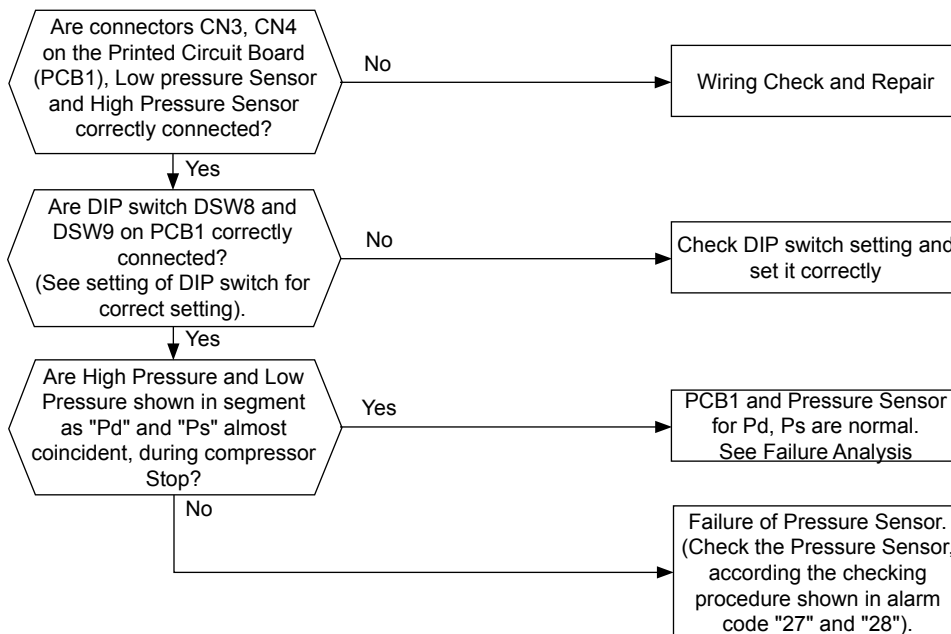 Are connectors CN3, CN4
on the Printed Circuit Board
(PCB1), Low pressure Sensor
and High Pressure Sensor
correctly connected?
No
Wiring Check and Repair
Yes
Are DIP switch DSW8 and
DSW9 on PCB1 correctly
connected?
(See setting of DIP switch for
correct setting).
No
Check DIP switch setting and
set it correctly
Yes
Are High Pressure and Low
Pressure shown in segment
as "Pd" and "Ps" almost
coincident, during compressor
Stop?
Yes
PCB1 and Pressure Sensor
for Pd, Ps are normal.
See Failure Analysis
No
Failure of Pressure Sensor.
(Check the Pressure Sensor,
according the checking
procedure shown in alarm
code "27" and "28").